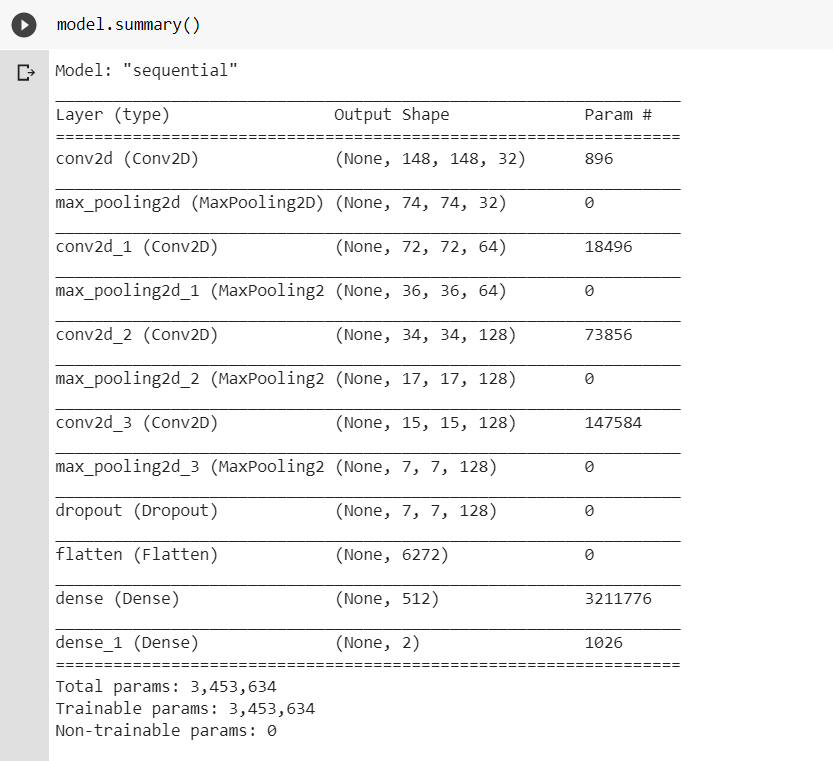 model.summary()
Model: "sequential"
_________________________________________________________________
Layer (type)                 Output Shape              Param #
=================================================================
conv2d (Conv2D)              (None, 148, 148, 32)      896
_________________________________________________________________
max_pooling2d (MaxPooling2D) (None, 74, 74, 32)        0
_________________________________________________________________
conv2d_1 (Conv2D)            (None, 72, 72, 64)        18496
_________________________________________________________________
max_pooling2d_1 (MaxPooling2 (None, 36, 36, 64)        0
_________________________________________________________________
conv2d_2 (Conv2D)            (None, 34, 34, 128)       73856
_________________________________________________________________
max_pooling2d_2 (MaxPooling2 (None, 17, 17, 128)       0
_________________________________________________________________
conv2d_3 (Conv2D)            (None, 15, 15, 128)       147584
_________________________________________________________________
max_pooling2d_3 (MaxPooling2 (None, 7, 7, 128)         0
_________________________________________________________________
dropout (Dropout)            (None, 7, 7, 128)         0
_________________________________________________________________
flatten (Flatten)            (None, 6272)              0
_________________________________________________________________
dense (Dense)                (None, 512)               3211776
_________________________________________________________________
dense_1 (Dense)              (None, 2)                 1026
=================================================================
Total params: 3,453,634
Trainable params: 3,453,634
Non-trainable params: 0